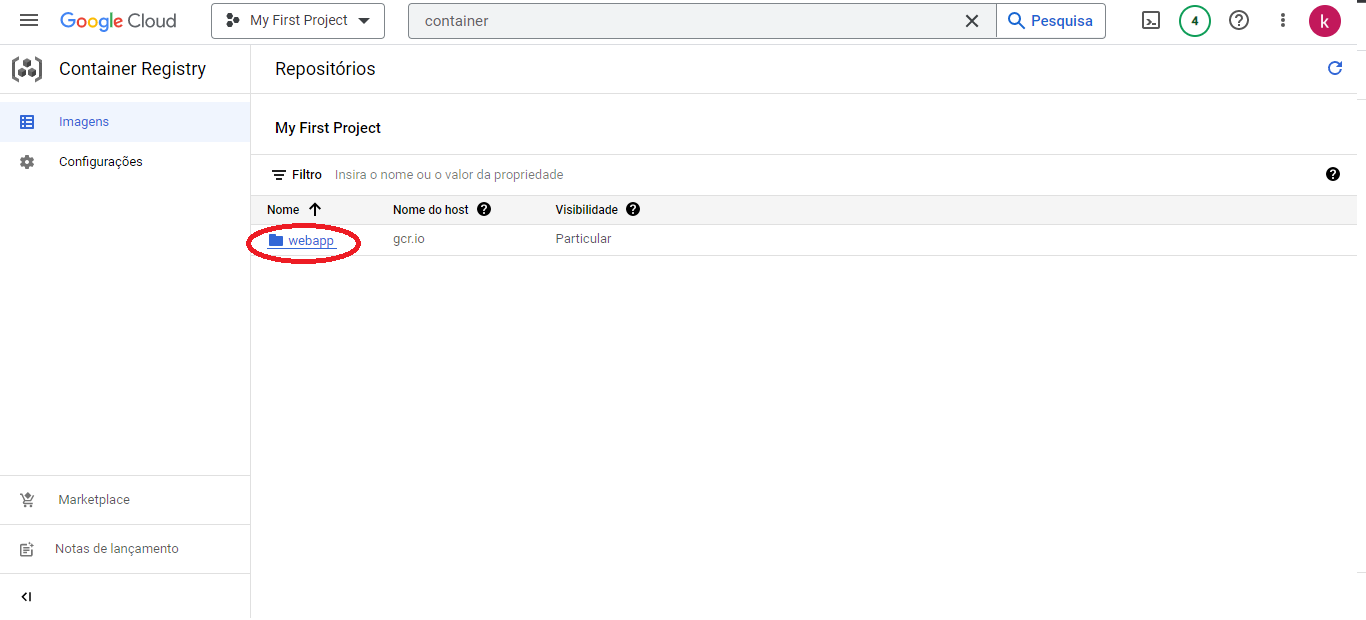 Google Cloud
My First Project
container
Pesquisa
4
k
Container Registry
Repositórios
Imagens
Configurações
My First Project
Filtro Insira o nome ou o valor da propriedade
Nome Nome do host Visibilidade
webapp gcr.io Particular
Marketplace
Notas de lançamento